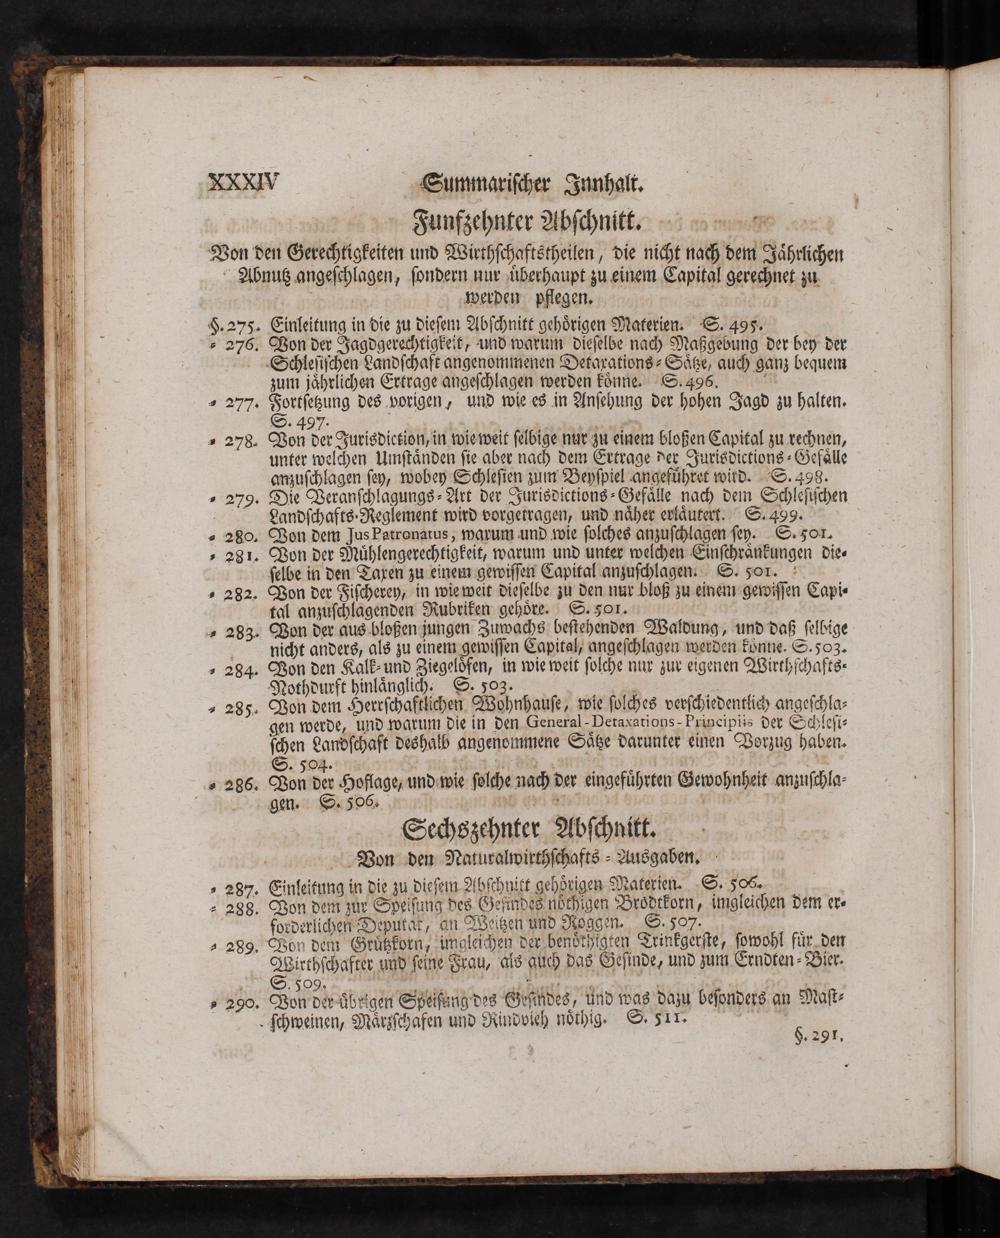 XXXIV Summarischer Innhalt.
Funfzehnter Abschnitt.
Von den Gerechtigkeiten und Wirthschaftstheilen, die nicht nach dem Jährlichen
Abnutz angeschlagen, sondern nur überhaupt zu einem Capital gerechnet zu
werden pflegen.
§. 275. Einleitung in die zu diesem Abschnitt gehörigen Materien. S. 495.
= 276. Von der Jagdgerechtigkeit, und warum dieselbe nach Maßgebung der bey der
Schlesischen Landschaft angenommenen Detaxations=Sätze, auch ganz bequem
zum jährlichen Ertrage angeschlagen werden könne. S. 496.
= 277. Fortsetzung des vorigen, und wie es in Ansehung der hohen Jagd zu halten.
S. 497.
= 278. Von der Jurisdiction, in wie weit selbige nur zu einem bloßen Capital zu rechnen,
unter welchen Umständen sie aber nach dem Ertrage der Jurisdictions=Gefälle
anzuschlagen sey, wobey Schlesien zum Beyspiel angeführet wird. S. 498.
= 279. Die Veranschlagungs=Art der Jurisdictions=Gefälle nach dem Schlesischen
Landschafts=Reglement wird vorgetragen, und näher erläutert. S. 499.
= 280. Von dem Jus Patronatus, warum und wie solches anzuschlagen sey. S. 501.
= 281. Von der Mühlengerechtigkeit, warum und unter welchen Einschränkungen die=
selbe in den Taxen zu einem gewissen Capital anzuschlagen. S. 501.
= 282. Von der Fischerey, in wie weit dieselbe zu den nur bloß zu einem gewissen Capi=
tal anzuschlagenden Rubriken gehöre. S. 501.
= 283. Von der aus bloßen jungen Zuwachs bestehenden Waldung, und daß selbige
nicht anders, als zu einem gewissen Capital, angeschlagen werden könne. S. 503.
= 284. Von den Kalk= und Ziegelöfen, in wie weit solche nur zur eigenen Wirthschafts=
Nothdurft hinlänglich. S. 503.
= 285. Von dem Herrschaftlichen Wohnhause, wie solches verschiedentlich angeschla=
gen werde, und warum die in den General-Detaxations-Principiis der Schlesi=
schen Landschaft deshalb angenommene Sätze darunter einen Vorzug haben.
S. 504.
= 286. Von der Hoflage, und wie solche nach der eingeführten Gewohnheit anzuschla=
gen. S. 506.
Sechszehnter Abschnitt.
Von den Naturalwirthschafts=Ausgaben.
= 287. Einleitung in die zu diesem Abschnitt gehörigen Materien. S. 506.
= 288. Von dem zur Speisung des Gesindes nöthigen Brodtkorn, imgleichen dem er=
forderlichen Deputat, an Weitzen und Roggen. S. 507.
= 289. Von dem Grützkorn, imgleichen der benöthigten Trinkgerste, sowohl für den
Wirthschafter und seine Frau, als auch das Gesinde, und zum Erndten=Bier.
S. 509.
= 290. Von der übrigen Speisung des Gesindes, und was dazu besonders an Mast=
schweinen, Märzschafen und Rindvieh nöthig. S. 511.
§. 291.